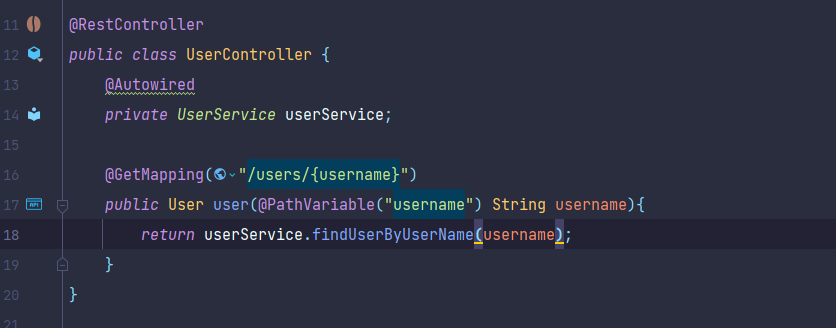 11 @RestController
12 public class UserController {
13 @Autowired
14 private UserService userService;
15
16 @GetMapping("/users/{username}")
17 API public User user(@PathVariable("username") String username){
18 return userService.findUserByUserName(username);
19 }
20 }
21